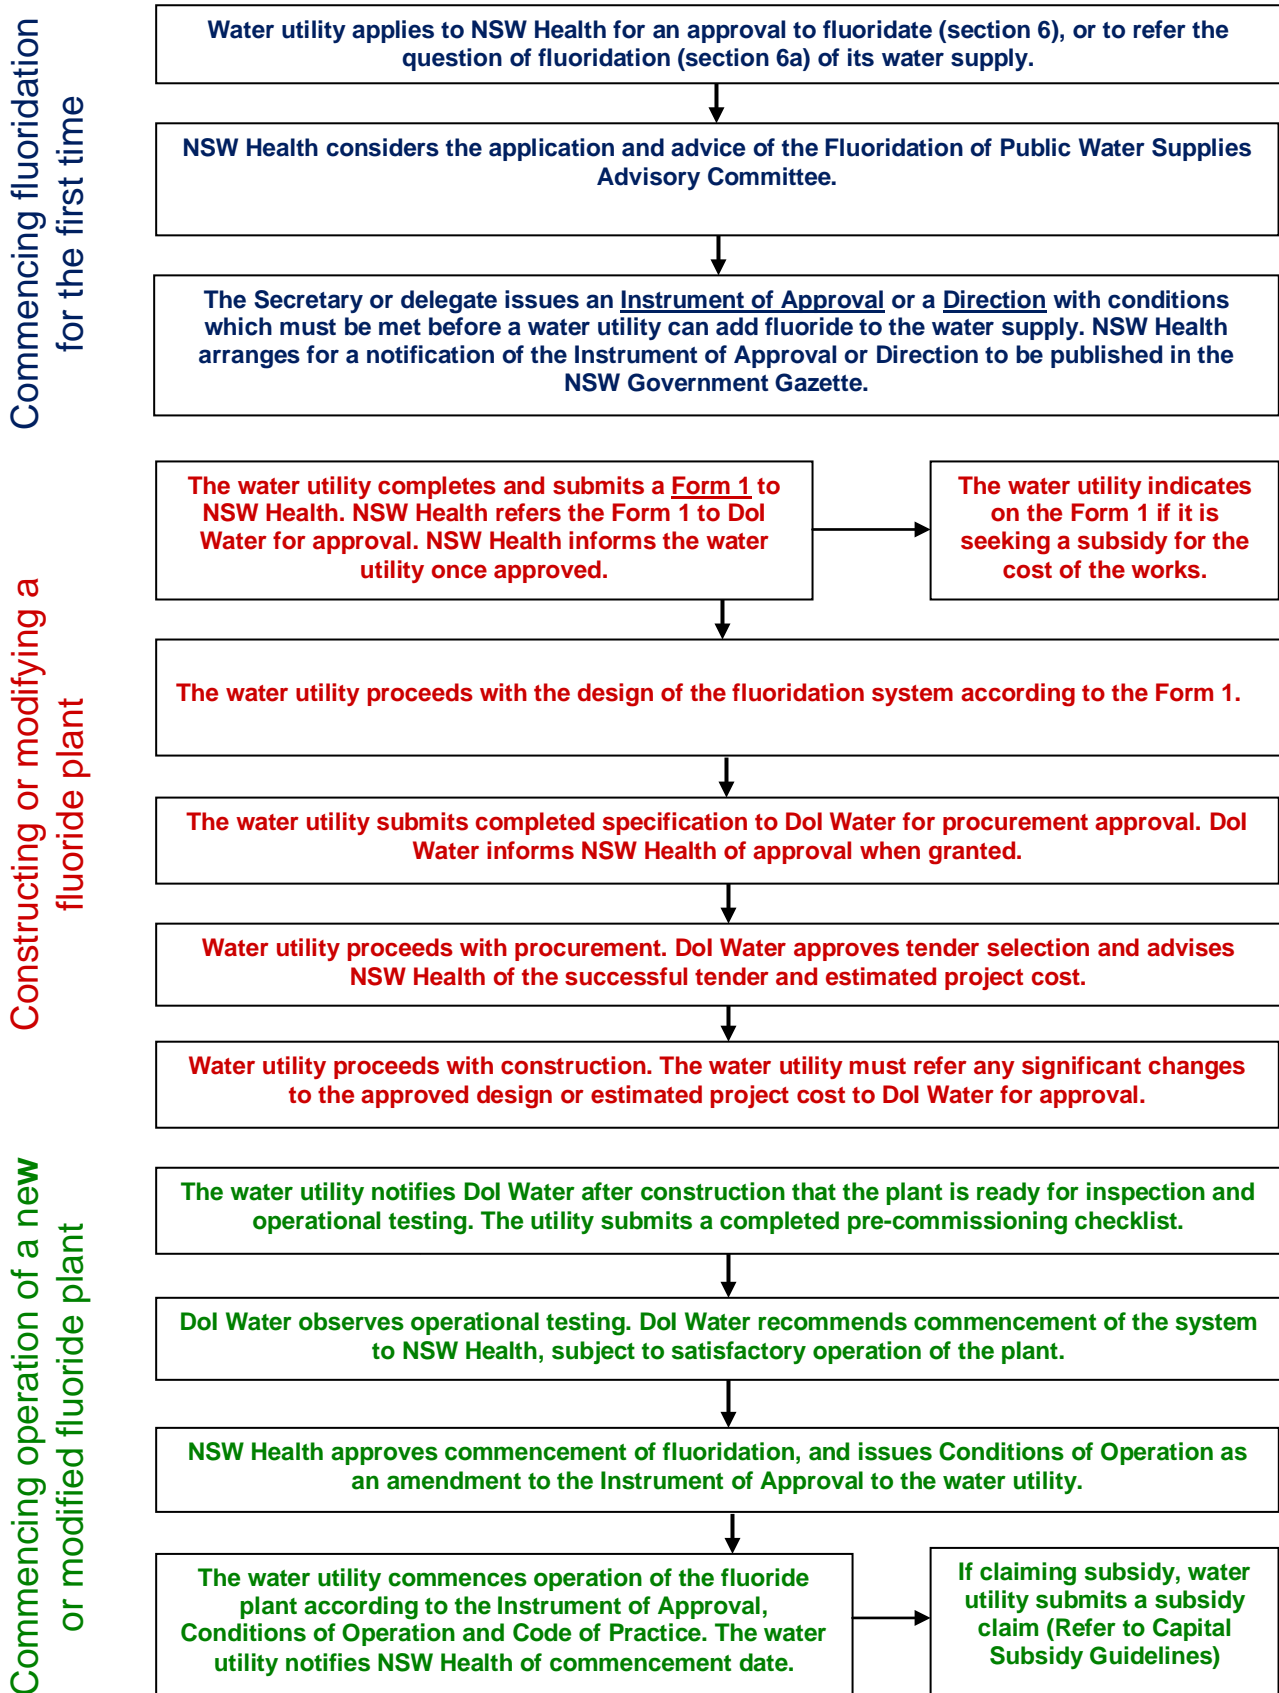 Commencing fluoridation
for the first time
Water utility applies to NSW Health for an approval to fluoridate (section 6), or to refer the
question of fluoridation (section 6a) of its water supply.
NSW Health considers the application and advice of the Fluoridation of Public Water Supplies
Advisory Committee.
The Secretary or delegate issues an Instrument of Approval or a Direction with conditions
which must be met before a water utility can add fluoride to the water supply. NSW Health
arranges for a notification of the Instrument of Approval or Direction to be published in the
NSW Government Gazette.
Constructing or modifying a
fluoride plant
The water utility completes and submits a Form 1 to
NSW Health. NSW Health refers the Form 1 to DoI
Water for approval. NSW Health informs the water
utility once approved.
The water utility indicates
on the Form 1 if it is
seeking a subsidy for the
cost of the works.
The water utility proceeds with the design of the fluoridation system according to the Form 1.
The water utility submits completed specification to DoI Water for procurement approval. DoI
Water informs NSW Health of approval when granted.
Water utility proceeds with procurement. DoI Water approves tender selection and advises
NSW Health of the successful tender and estimated project cost.
Water utility proceeds with construction. The water utility must refer any significant changes
to the approved design or estimated project cost to DoI Water for approval.
Commencing operation of a new
or modified fluoride plant
The water utility notifies DoI Water after construction that the plant is ready for inspection and
operational testing. The utility submits a completed pre-commissioning checklist.
DoI Water observes operational testing. DoI Water recommends commencement of the system
to NSW Health, subject to satisfactory operation of the plant.
NSW Health approves commencement of fluoridation, and issues Conditions of Operation as
an amendment to the Instrument of Approval to the water utility.
The water utility commences operation of the fluoride
plant according to the Instrument of Approval,
Conditions of Operation and Code of Practice. The water
utility notifies NSW Health of commencement date.
If claiming subsidy, water
utility submits a subsidy
claim (Refer to Capital
Subsidy Guidelines)